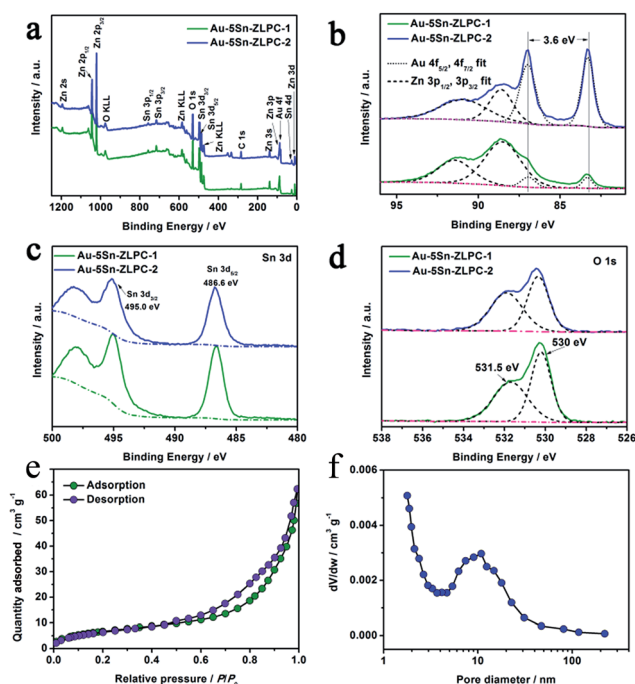 a
Au-5Sn-ZLPC-1
Au-5Sn-ZLPC-2
Zn 2s
Zn 2p1/2
Zn 2p3/2
O KLL
Sn 3p1/2
Sn 3p3/2
Zn KLL
O 1s
Sn 3d3/2
Sn 3d5/2
Zn KLL
C 1s
Zn 3s
Zn 3p
Au 4f
Sn 4d
Zn 3d
Intensity / a.u.
1250 1000 800 600 400 200 0
Binding Energy / eV
b
Au-5Sn-ZLPC-1
Au-5Sn-ZLPC-2
3.6 eV
Au 4f5/2, 4f7/2 fit
Zn 3p1/2, 3p3/2 fit
Intensity / a.u.
95 90 85
Binding Energy / eV
c
Au-5Sn-ZLPC-1
Au-5Sn-ZLPC-2
Sn 3d
Sn 3d3/2
495.0 eV
Sn 3d5/2
486.6 eV
Intensity / a.u.
500 495 490 485 480
Binding Energy / eV
d
Au-5Sn-ZLPC-1
Au-5Sn-ZLPC-2
O 1s
531.5 eV
530 eV
Intensity / a.u.
538 536 534 532 530 528 526
Binding Energy / eV
e
Adsorption
Desorption
Quantity adsorbed / cm3 g-1
60
50
40
30
20
10
0
0.0 0.2 0.4 0.6 0.8 1.0
Relative pressure / P/P0
f
dV/dw / cm3 g-1
0.006
0.004
0.002
0.000
1 10 100
Pore diameter / nm